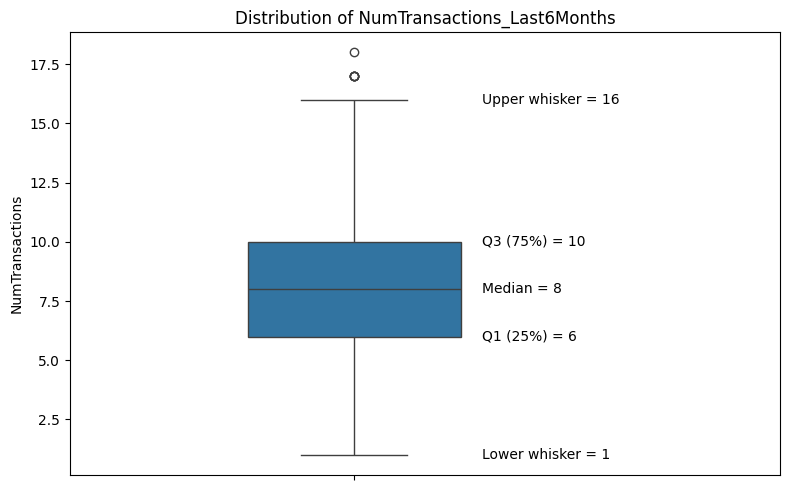 Distribution of NumTransactions_Last6Months
NumTransactions
17.5
15.0
12.5
10.0
7.5
5.0
2.5
Upper whisker = 16
Q3 (75%) = 10
Median = 8
Q1 (25%) = 6
Lower whisker = 1